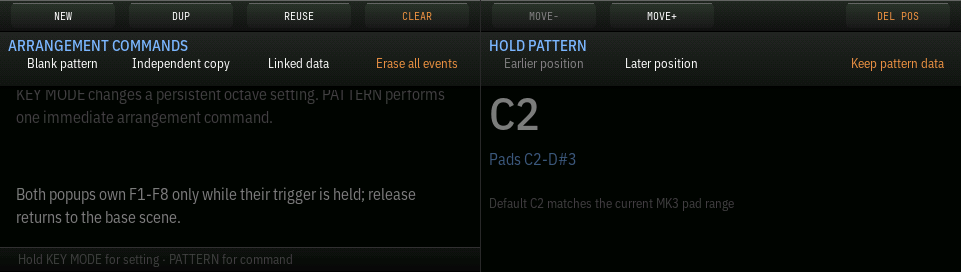 NEW DUP REUSE CLEAR
ARRANGEMENT COMMANDS
Blank pattern Independent copy Linked data Erase all events
KEY MODE changes a persistent octave setting. PATTERN performs
one immediate arrangement command.
Both popups own F1-F8 only while their trigger is held; release
returns to the base scene.
Hold KEY MODE for setting · PATTERN for command
MOVE- MOVE+ DEL POS
HOLD PATTERN
Earlier position Later position Keep pattern data
C2
Pads C2-D#3
Default C2 matches the current MK3 pad range